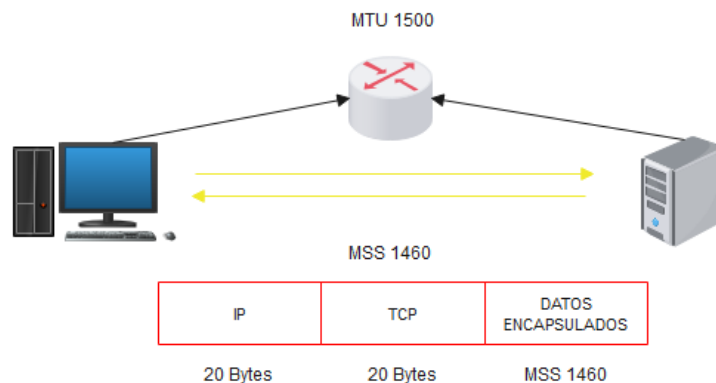 MTU 1500
MSS 1460
IP
TCP
DATOS
ENCAPSULADOS
20 Bytes
20 Bytes
MSS 1460